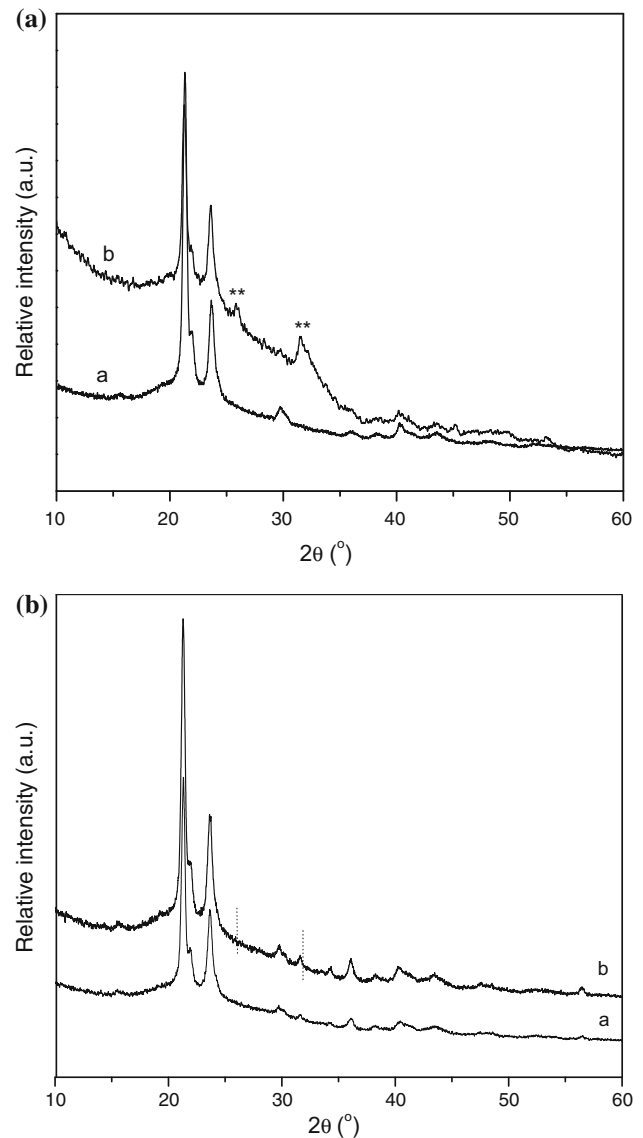 (a)
Relative intensity (a.u.)
b
**
**
a
10 20 30 40 50 60
2θ (°)
(b)
Relative intensity (a.u.)
b
a
10 20 30 40 50 60
2θ (°)